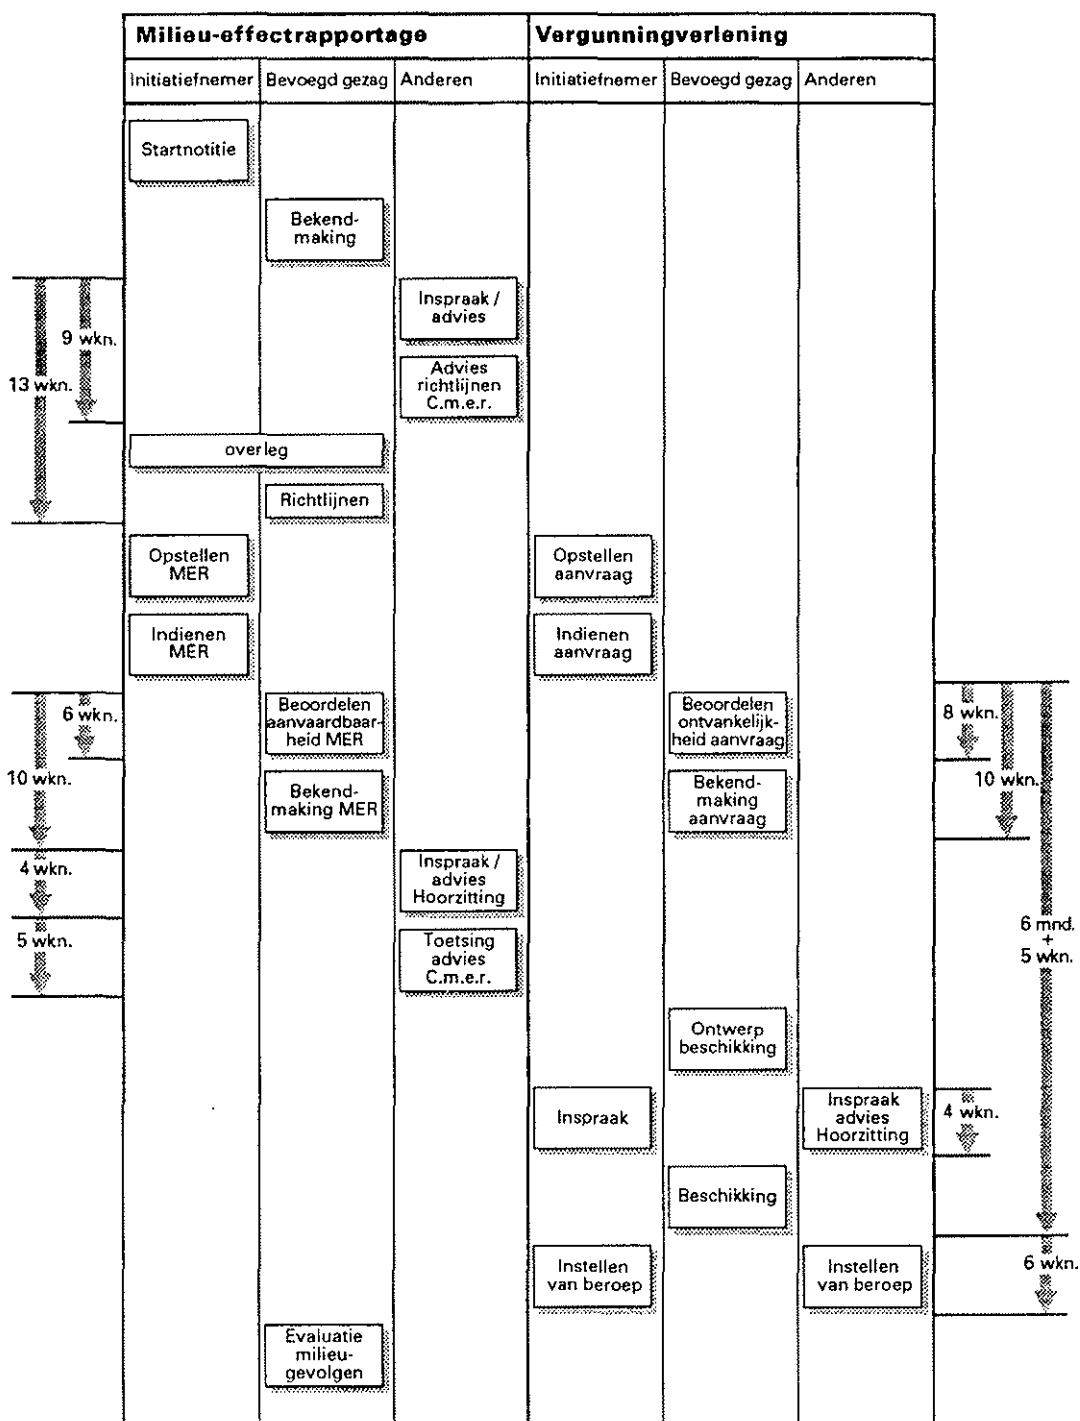 Milieu-effectrapportage
Vergunningverlening
Initiatiefnemer
Bevoegd gezag
Anderen
Initiatiefnemer
Bevoegd gezag
Anderen
Startnotitie
Bekend-
making
Inspraak /
advies
9 wkn.
13 wkn.
Advies
richtlijnen
C.m.e.r.
overleg
Richtlijnen
Opstellen
MER
Opstellen
aanvraag
Indienen
MER
Indienen
aanvraag
6 wkn.
10 wkn.
Beoordelen
aanvaardbaar-
heid MER
Beoordelen
ontvankelijk-
heid aanvraag
8 wkn.
10 wkn.
Bekend-
making MER
Bekend-
making
aanvraag
4 wkn.
Inspraak /
advies
Hoorzitting
5 wkn.
Toetsing
advies
C.m.e.r.
6 mnd.
+
5 wkn.
Ontwerp
beschikking
Inspraak
Inspraak
advies
Hoorzitting
4 wkn.
Beschikking
Instellen
van beroep
Instellen
van beroep
6 wkn.
Evaluatie
milieu-
gevolgen